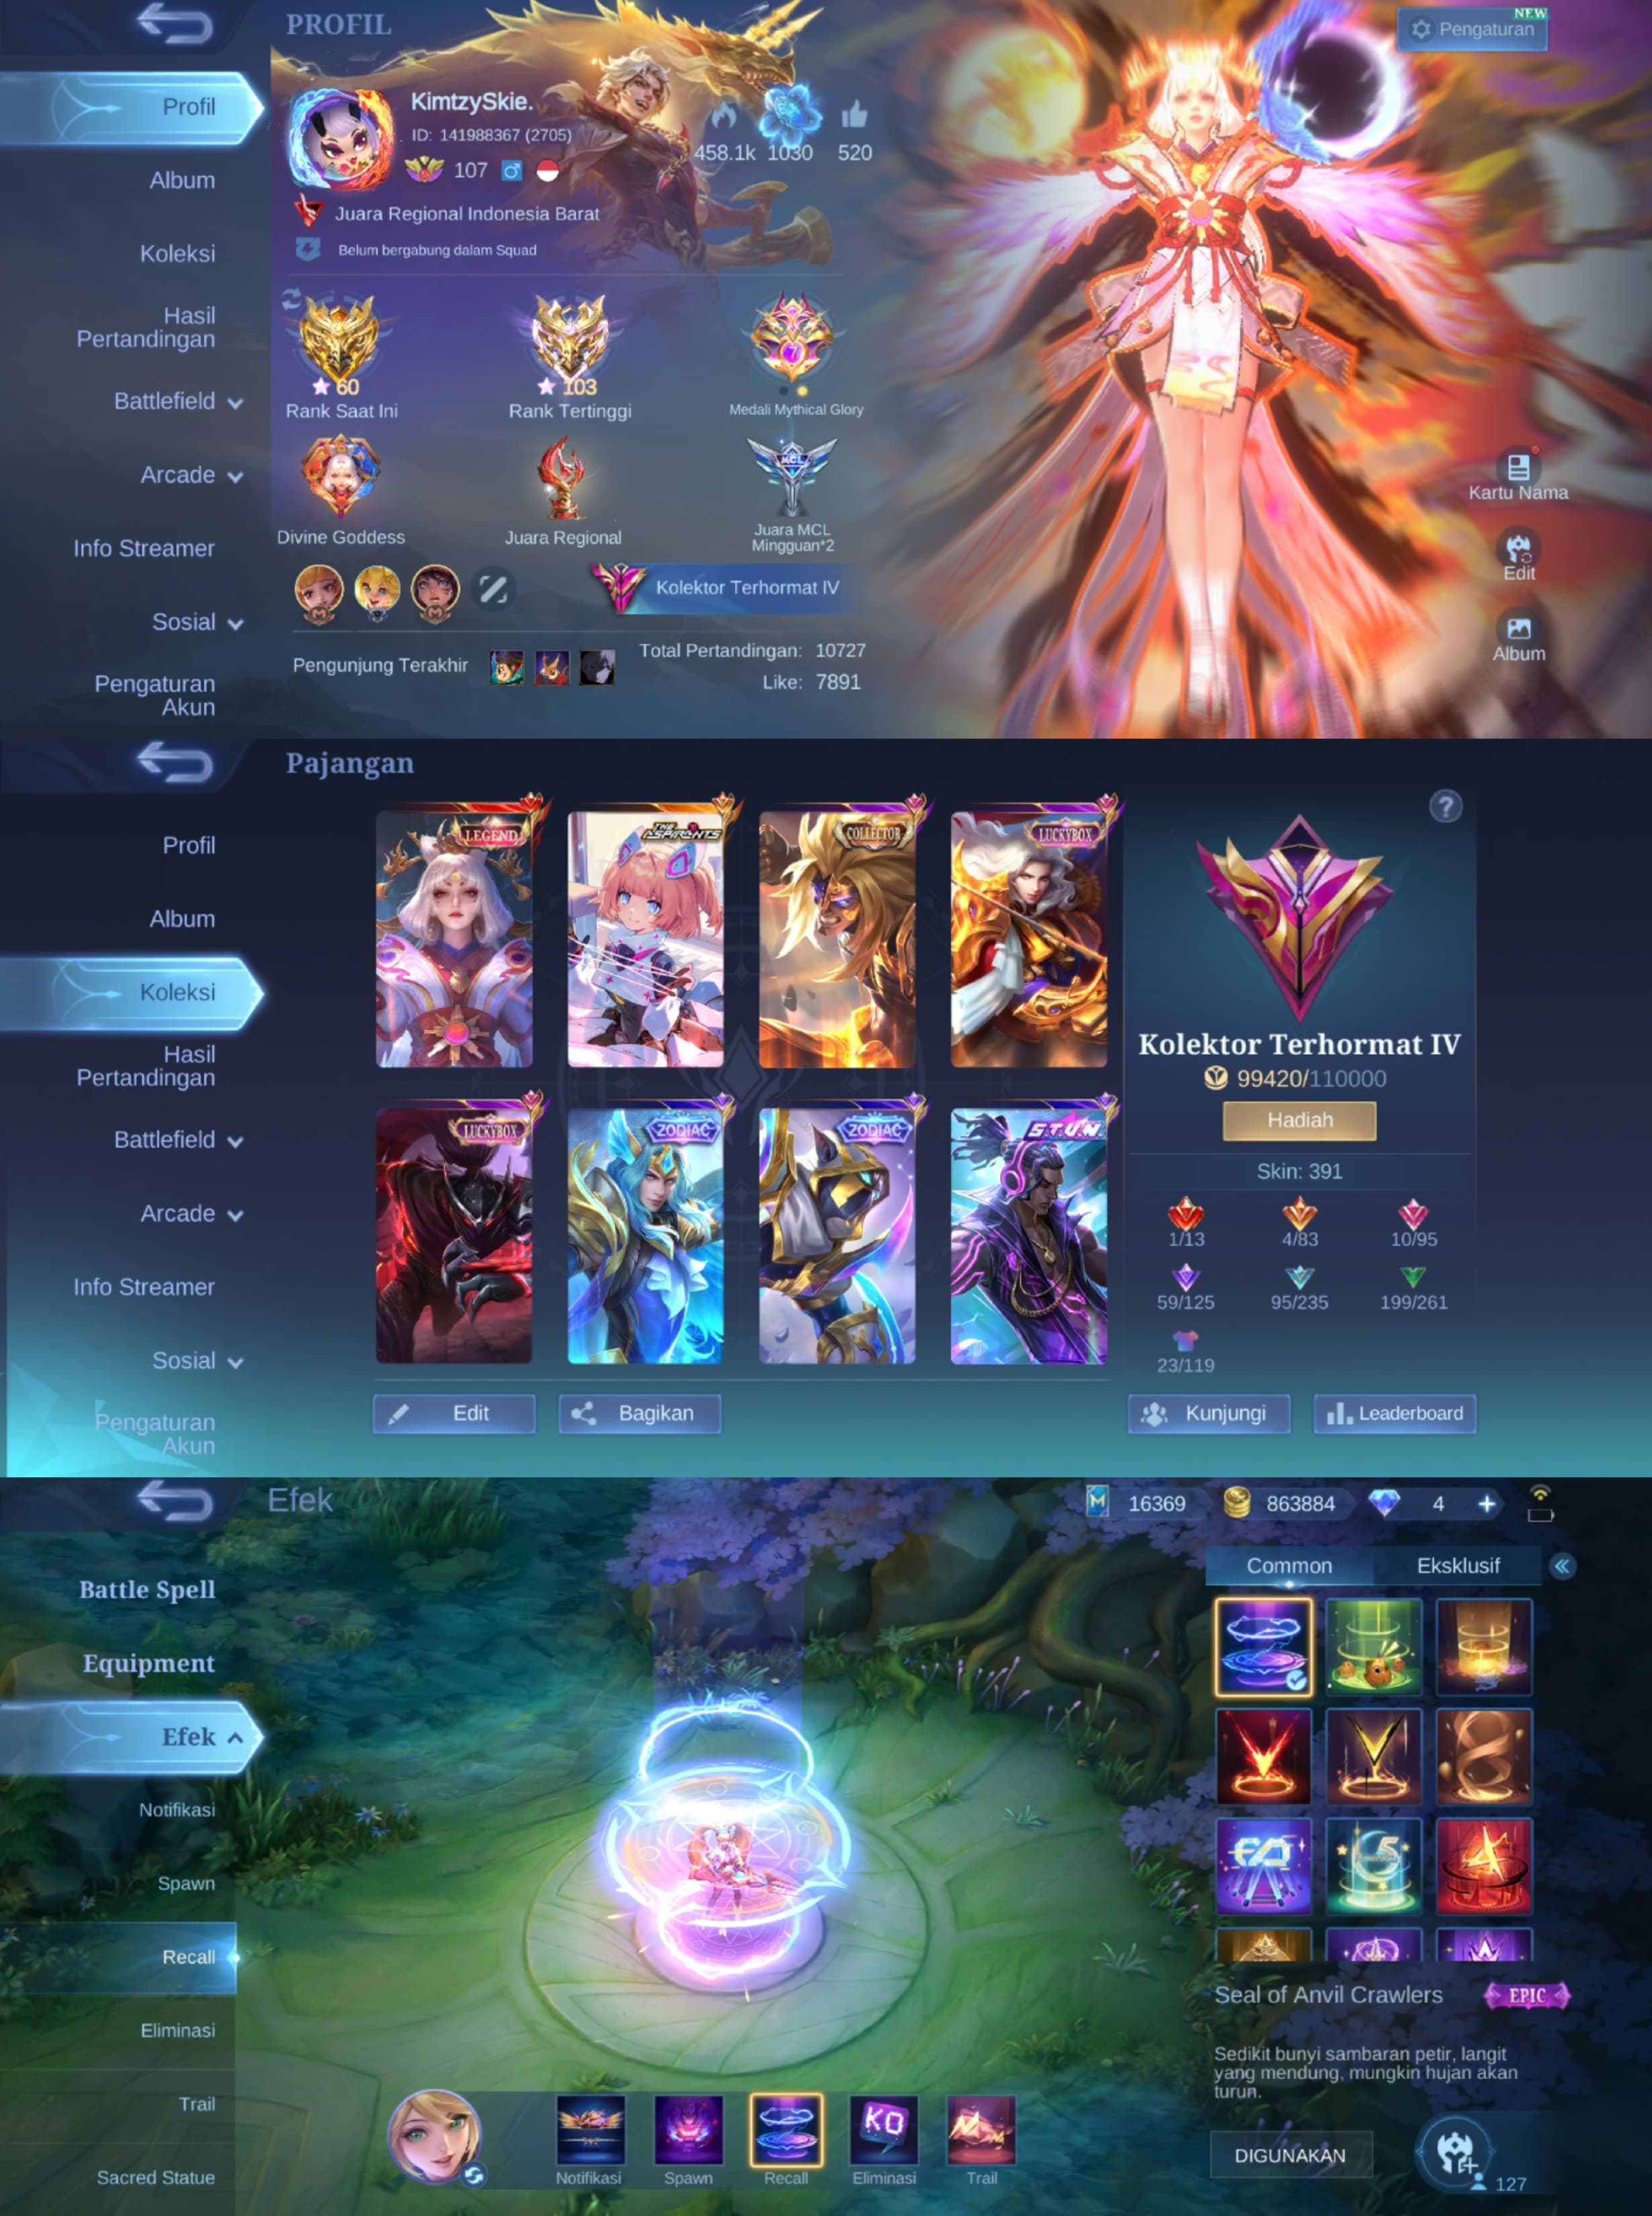 PROFIL
NEW
Pengaturan
Profil
KimtzySkie.
ID: 141988367 (2705)
107
458.1k 1030 520
Album
Juara Regional Indonesia Barat
Belum bergabung dalam Squad
Koleksi
Hasil
Pertandingan
7
60
103
Rank Saat Ini
Rank Tertinggi
Medali Mythical Glory
Battlefield
Arcade
MCL
Divine Goddess
Juara Regional
Juara MCL
Mingguan*2
Kartu Nama
Info Streamer
Edit
Kolektor Terhormat IV
Sosial
Album
Pengunjung Terakhir
Total Pertandingan: 10727
Like: 7891
Pengaturan
Akun
Pajangan
LEGEND
THE ASPIRANTS
COLLECTOR
LUCKYBOX
?
Profil
Album
Koleksi
Kolektor Terhormat IV
99420/110000
Hadiah
Hasil
Pertandingan
LUCKYBOX
ZODIAC
ZODIAC
S.T.U.N.
Battlefield
Skin: 391
Arcade
1/13
4/83
10/95
Info Streamer
59/125
95/235
199/261
Sosial
23/119
Edit
Bagikan
Kunjungi
Leaderboard
Pengaturan
Akun
Efek
16369
863884
4
+
Common
Eksklusif
Battle Spell
Equipment
Efek
Notifikasi
Spawn
5
Recall
Seal of Anvil Crawlers
EPIC
Eliminasi
Sedikit bunyi sambaran petir, langit
yang mendung, mungkin hujan akan
turun.
Trail
KO
DIGUNAKAN
Sacred Statue
Notifikasi
Spawn
Recall
Eliminasi
Trail
127